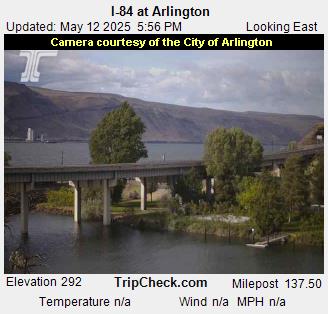 I-84 at Arlington
Updated: May 12 2025 5:56 PM Looking East
Camera courtesy of the City of Arlington
Elevation 292 TripCheck.com Milepost 137.50
Temperature n/a Wind n/a MPH n/a